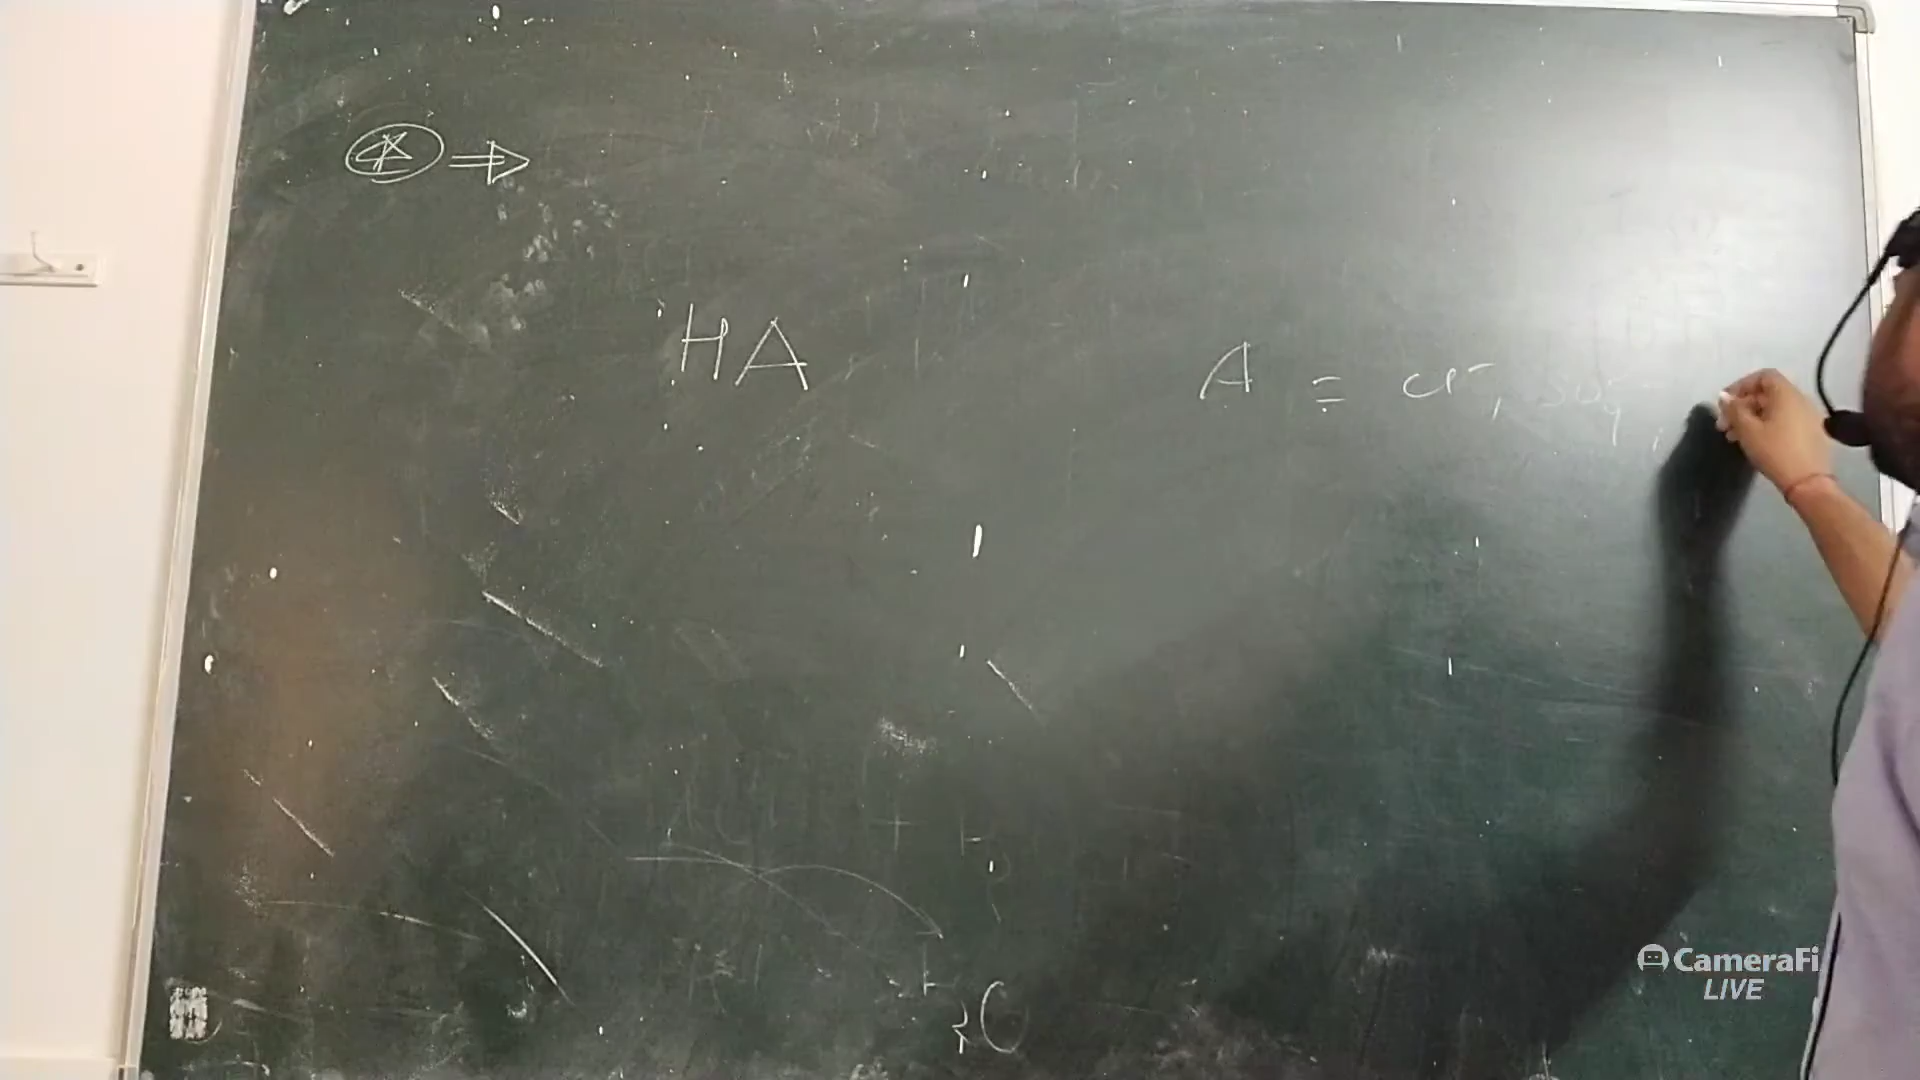 ⊛ ⇒
HA
A = Cl⁻, SO₄⁻,
CameraFi
LIVE